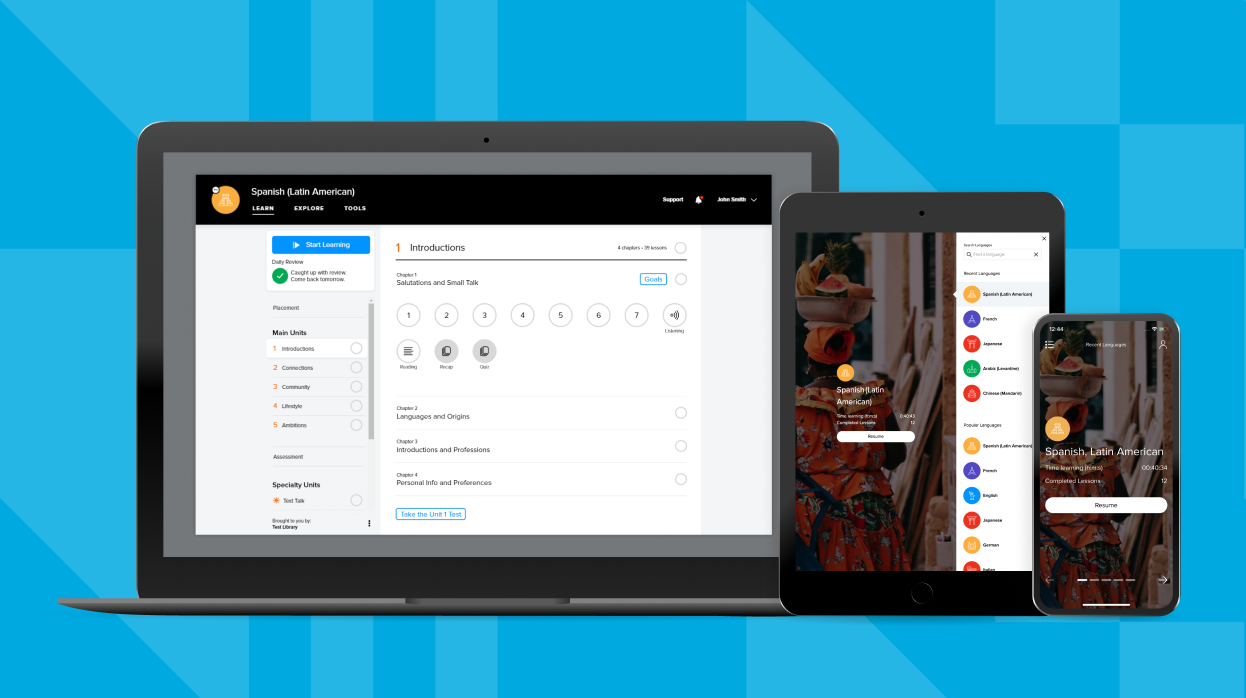 Spanish (Latin American)
LEARN
EXPLORE
TOOLS
Support
John Smith
Start Learning
Daily Review
Caught up with review.
Come back tomorrow.
Placement
Main Units
1 Introductions
2 Connections
3 Community
4 Lifestyle
5 Ambitions
Assessment
Specialty Units
Text Talk
Brought to you by:
Test Library
1 Introductions
4 chapters • 39 lessons
Chapter 1
Salutations and Small Talk
Goals
1
2
3
4
5
6
7
Listening
Reading
Recap
Quiz
Chapter 2
Languages and Origins
Chapter 3
Introductions and Professions
Chapter 4
Personal Info and Preferences
Take the Unit 1 Test
Spanish (Latin
American)
Time learning (h:m:s) 0:40:43
Completed Lessons 12
Resume
Search Languages
Find a language
Recent Languages
Spanish (Latin American)
French
Japanese
Arabic (Levantine)
Chinese (Mandarin)
Popular Languages
Spanish (Latin American)
French
English
Japanese
German
Italian
12:44
Recent Languages
Spanish, Latin American
Time learning (h:m:s) 00:40:34
Completed Lessons 12
Resume